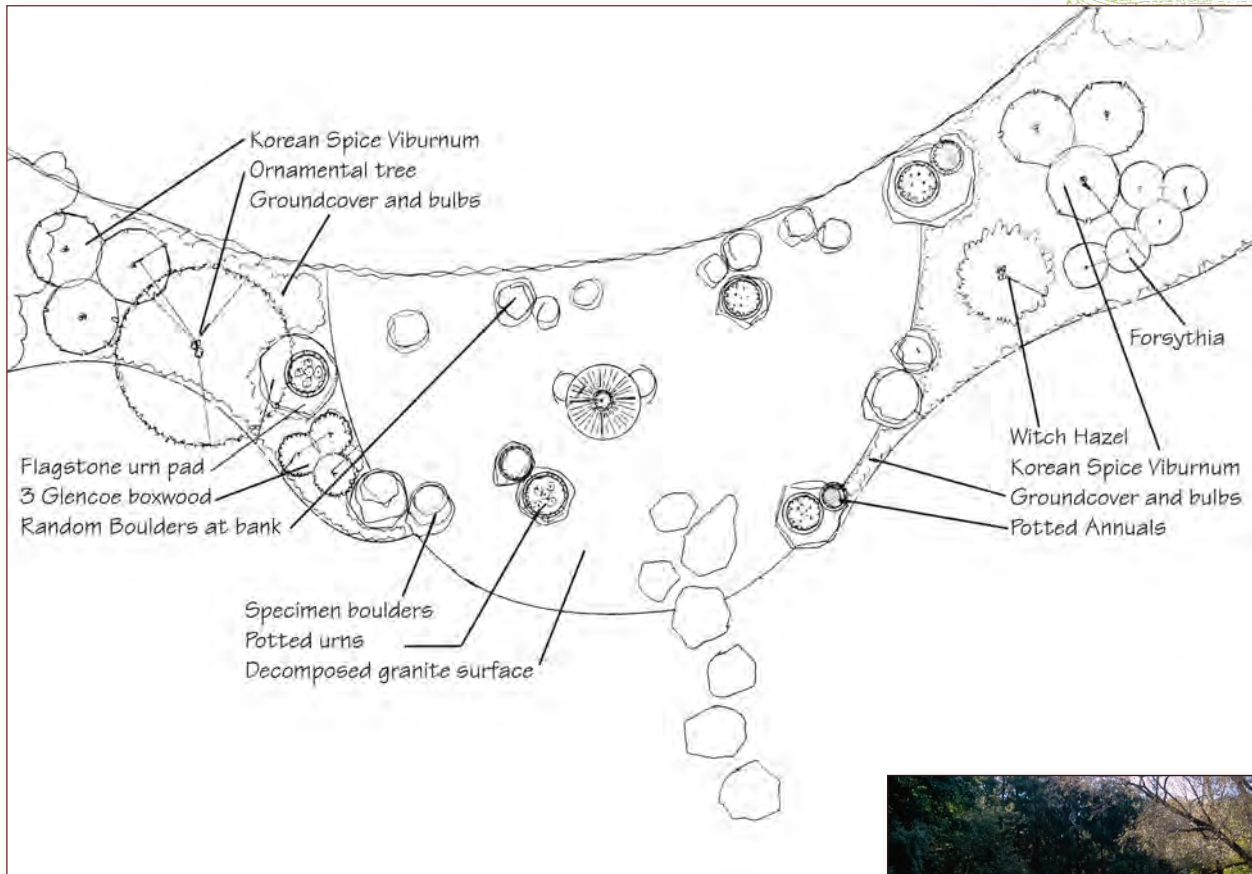 Korean Spice Viburnum
Ornamental tree
Groundcover and bulbs
Forsythia
Flagstone urn pad
3 Glencoe boxwood
Random Boulders at bank
Witch Hazel
Korean Spice Viburnum
Groundcover and bulbs
Potted Annuals
Specimen boulders
Potted urns
Decomposed granite surface